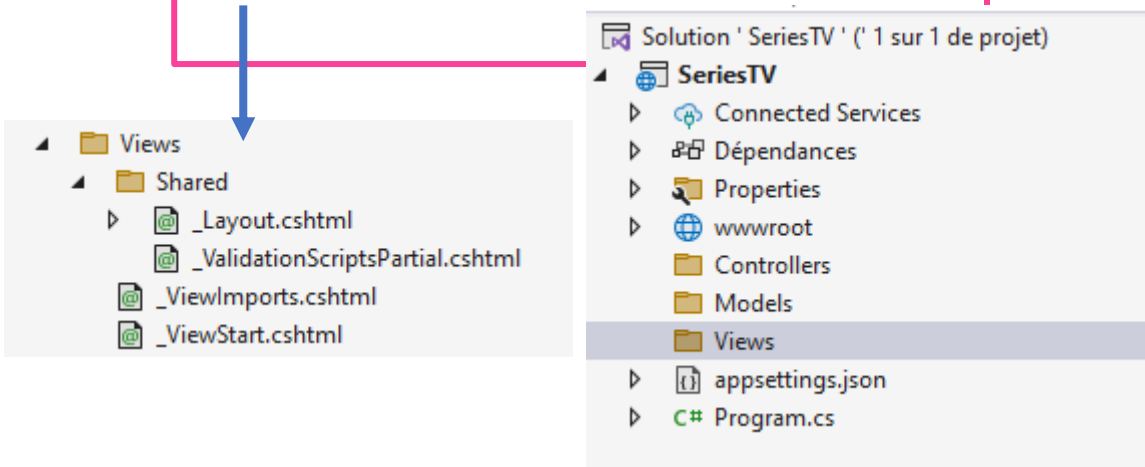 Views
Shared
_Layout.cshtml
_ValidationScriptsPartial.cshtml
_ViewImports.cshtml
_ViewStart.cshtml
Solution ' SeriesTV ' (' 1 sur 1 de projet)
SeriesTV
Connected Services
Dépendances
Properties
wwwroot
Controllers
Models
Views
appsettings.json
C# Program.cs